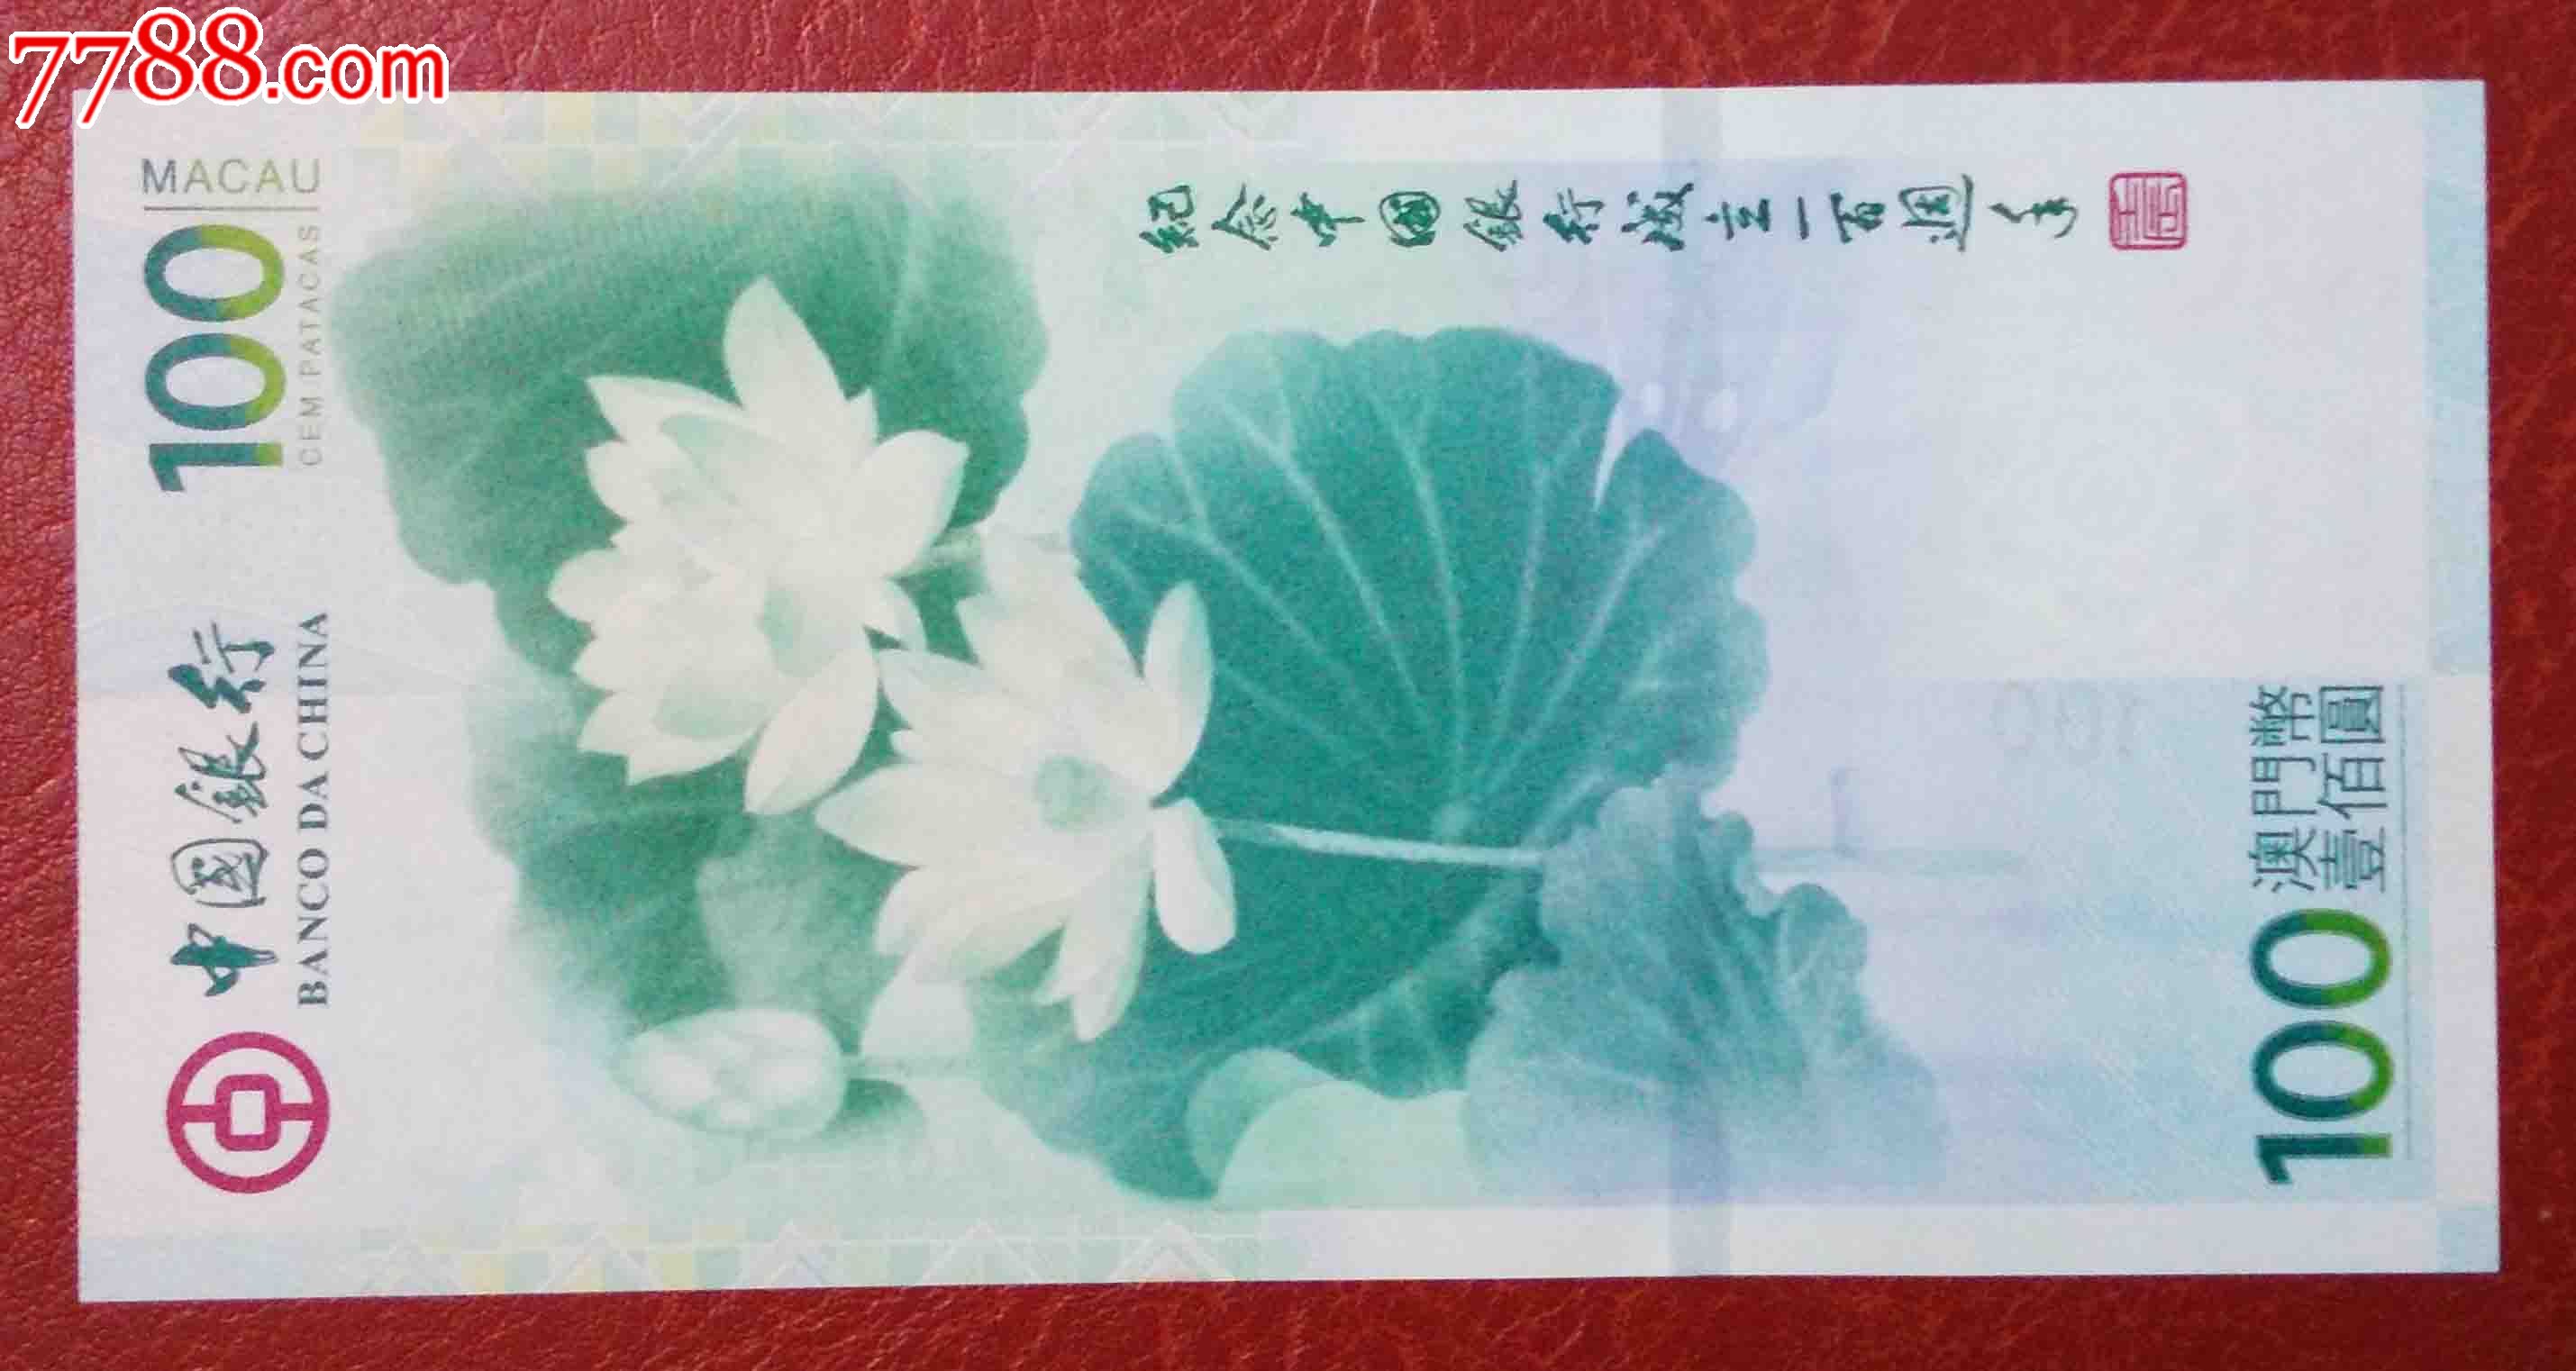 7788.com
中國銀行
BANCO DA CHINA
100
MACAU
CEM PATACAS
紀念中國銀行成立一百週年
100
澳門幣
壹佰圓
100